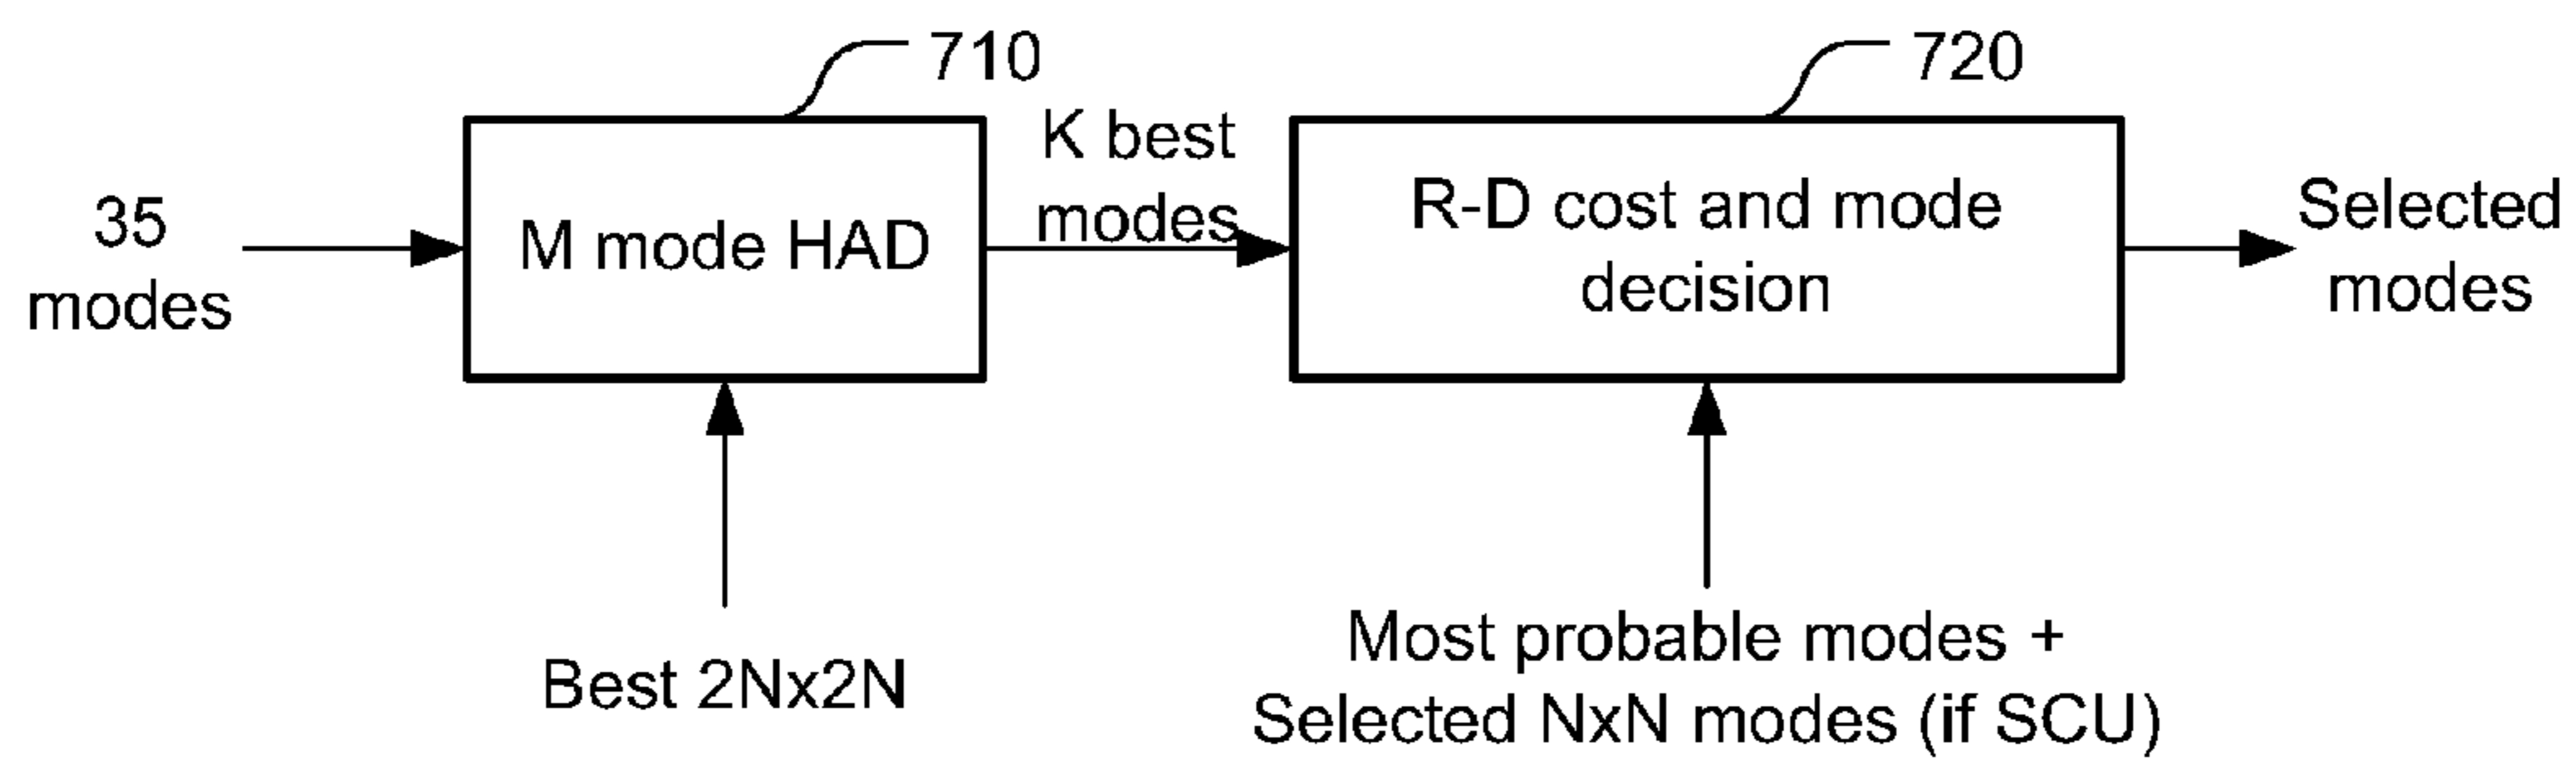 710
720
K best
modes
35
modes
M mode HAD
R-D cost and mode
decision
Selected
modes
Best 2Nx2N
Most probable modes +
Selected NxN modes (if SCU)